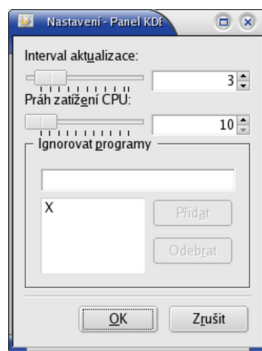 Nastavení - Panel KDE
Interval aktualizace:
3
Práh zatížení CPU:
10
Ignorovat programy
X
Přidat
Odebrat
OK
Zrušit